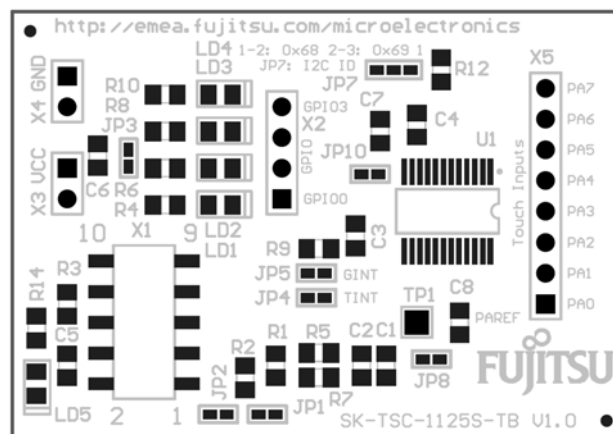 http://emea.fujitsu.com/microelectronics
LD4 1-2: 0x68 2-3: 0x69 1
LD3 JP7: I2C ID
X4 GND
R10
R8
JP3
JP7
R12
X5
PA7
PA6
PA5
PA4
PA3
PA2
PA1
PA0
Touch Inputs
GPIO3
X2
GPIO
GPIO0
C7
C4
U1
JP10
X3 VCC
C6
R6
R4
LD2
LD1
10
X1
9
R9
C3
JP5
GINT
JP4
TINT
R14
R3
C5
LD5
2
1
TP1
C8
PAREF
R1
R5
C2
C1
R2
JP2
R7
JP1
JP8
FUJITSU
SK-TSC-1125S-TB V1.0